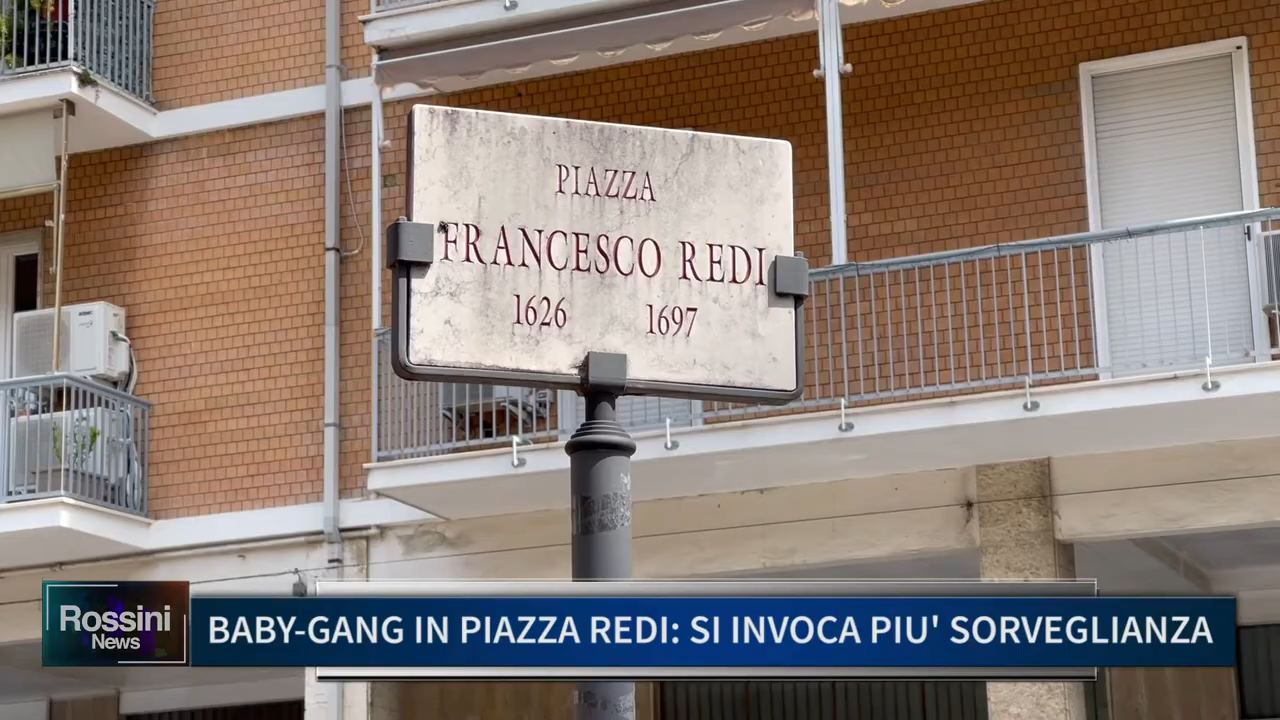 PIAZZA
FRANCESCO REDI
1626 1697
Rossini
News
BABY-GANG IN PIAZZA REDI: SI INVOCA PIU' SORVEGLIANZA